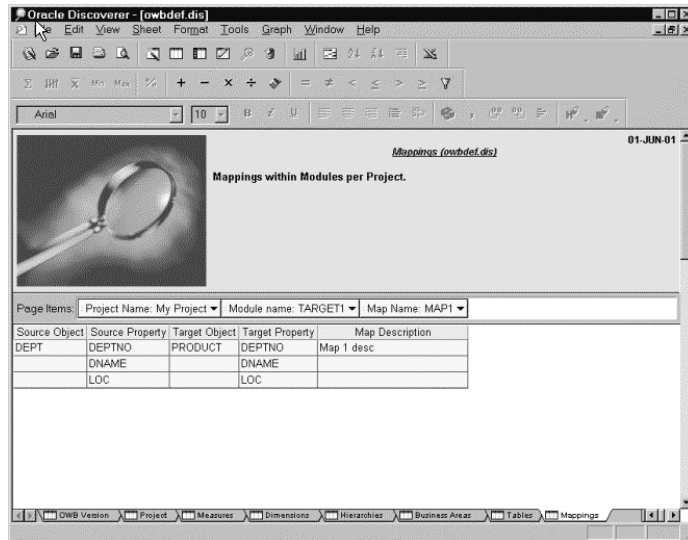 Oracle Discoverer - [owbdef.dis]
Edit View Sheet Format Tools Graph Window Help
Σ Min Max % + − × ÷ = ≠ < ≤ > ≥
Arial 10 B I U
01-JUN-01
Mappings (owbdef.dis)
Mappings within Modules per Project.
Page Items: Project Name: My Project Module name: TARGET1 Map Name: MAP1
Source Object Source Property Target Object Target Property Map Description
DEPT DEPTNO PRODUCT DEPTNO Map 1 desc
DNAME DNAME
LOC LOC
OWB Version Project Measures Dimensions Hierarchies Business Areas Tables Mappings